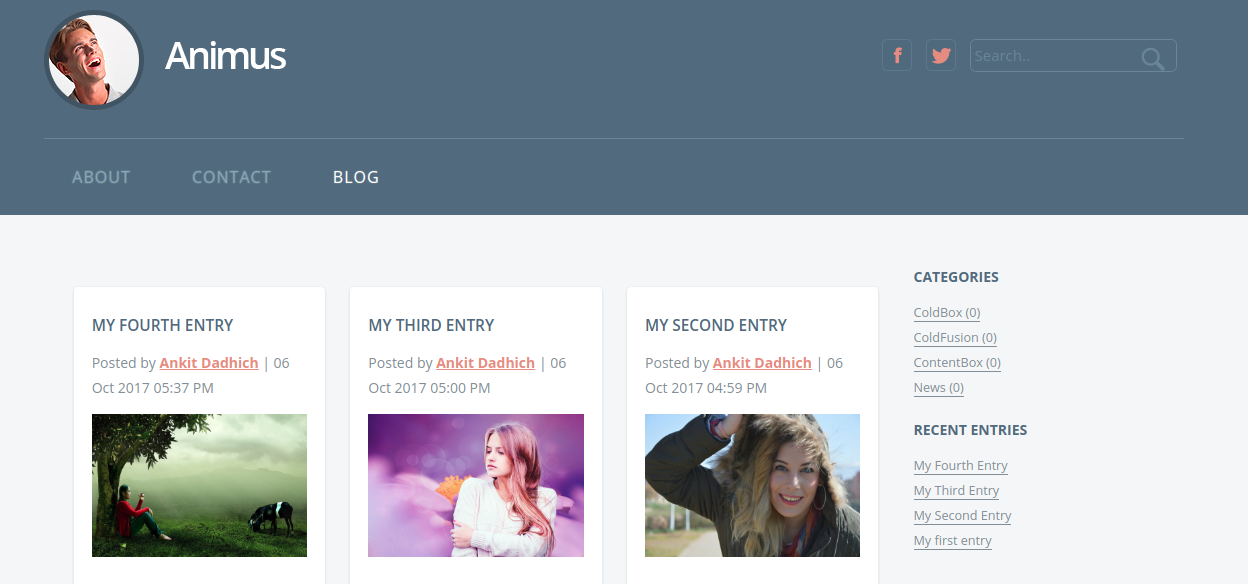 Animus
Search..
ABOUT
CONTACT
BLOG
MY FOURTH ENTRY
Posted by Ankit Dadhich | 06
Oct 2017 05:37 PM
MY THIRD ENTRY
Posted by Ankit Dadhich | 06
Oct 2017 05:00 PM
MY SECOND ENTRY
Posted by Ankit Dadhich | 06
Oct 2017 04:59 PM
CATEGORIES
ColdBox (0)
ColdFusion (0)
ContentBox (0)
News (0)
RECENT ENTRIES
My Fourth Entry
My Third Entry
My Second Entry
My first entry